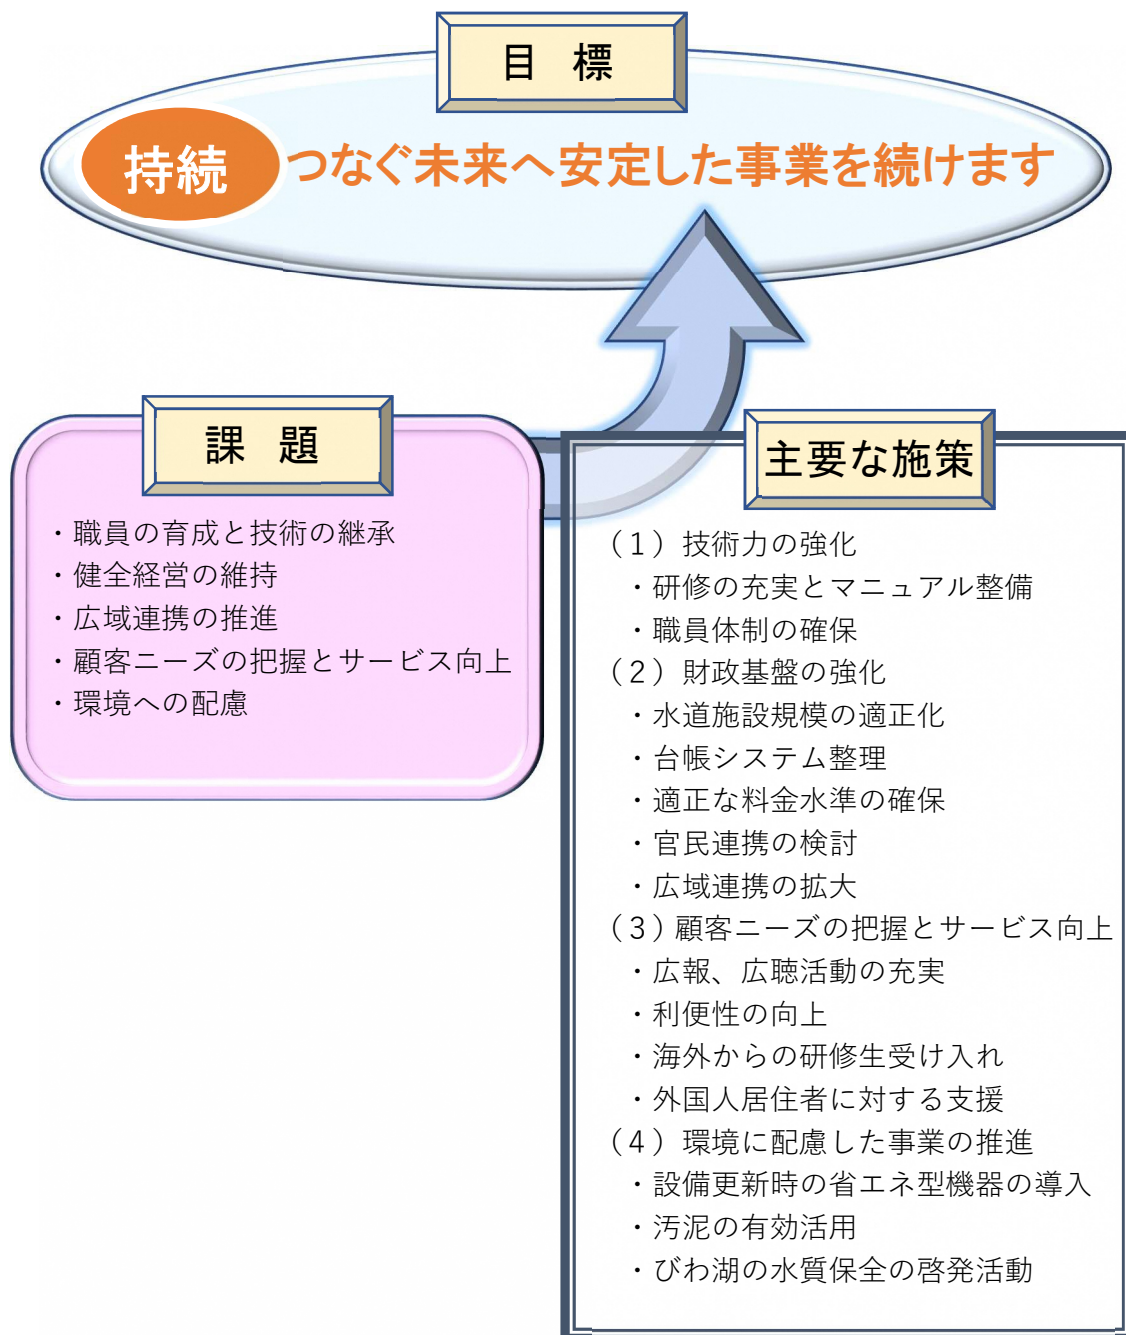 目 標
持続 つなぐ未来へ安定した事業を続けます
課 題
・職員の育成と技術の継承
・健全経営の維持
・広域連携の推進
・顧客ニーズの把握とサービス向上
・環境への配慮
主要な施策
（１）技術力の強化
・研修の充実とマニュアル整備
・職員体制の確保
（２）財政基盤の強化
・水道施設規模の適正化
・台帳システム整理
・適正な料金水準の確保
・官民連携の検討
・広域連携の拡大
（３）顧客ニーズの把握とサービス向上
・広報、広聴活動の充実
・利便性の向上
・海外からの研修生受け入れ
・外国人居住者に対する支援
（４）環境に配慮した事業の推進
・設備更新時の省エネ型機器の導入
・汚泥の有効活用
・びわ湖の水質保全の啓発活動